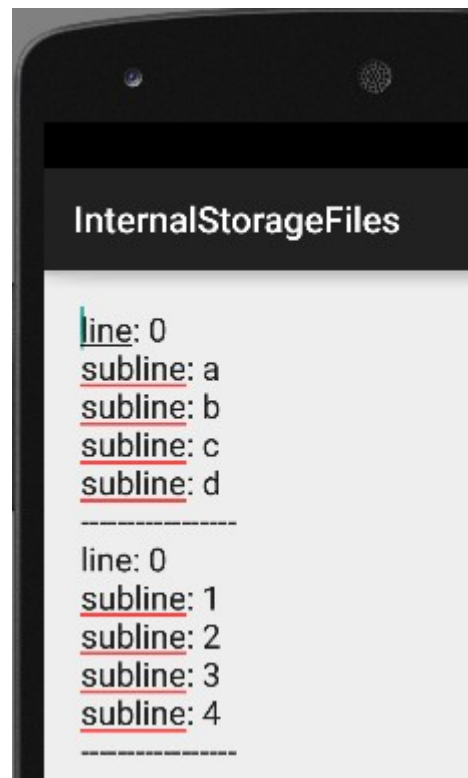 InternalStorageFiles
line: 0
subline: a
subline: b
subline: c
subline: d
-----------------
line: 0
subline: 1
subline: 2
subline: 3
subline: 4
-----------------